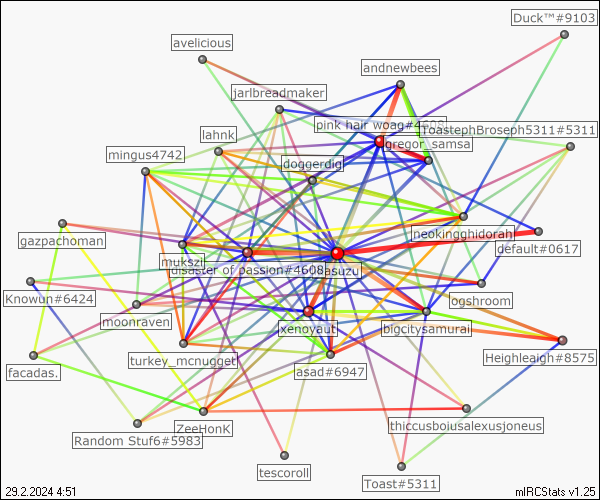 Duck™#9103
avelicious
andnewbees
jarlbreadmaker
pink hair woag#4608
ToastephBroseph5311#5311
lahnk
gregor_samsa
mingus4742
doggerdig
peokingghidorah
gazpachoman
default#0617
mukszi
disaster of passion#4608
asuzu
Knowun#6424
logshroom
moonraven
xenoyaut
bigcitysamurai
turkey_mcnugget
Heighleaigh#8575
facadas.
asad#6947
thiccusboiusalexusjoneus
ZeeHonK
Random Stuf6#5983
tescoroll
Toast#5311
29.2.2024 4:51
mIRCStats v1.25